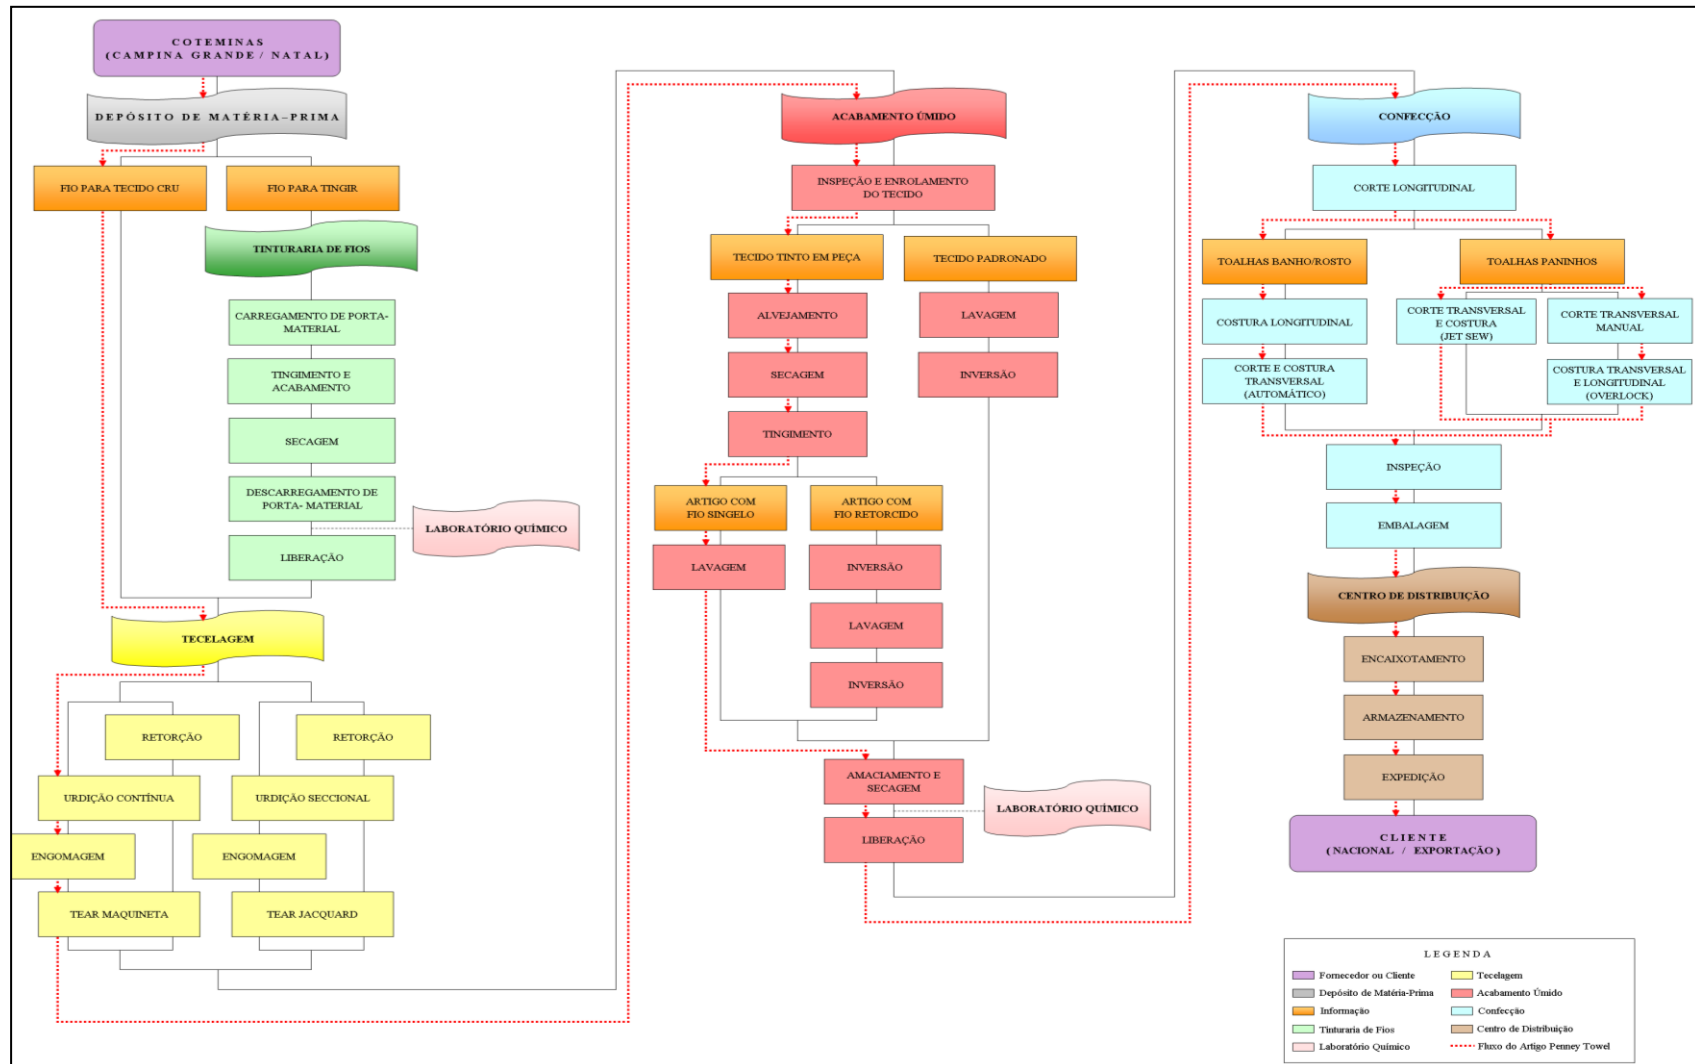 COTEMINAS
(CAMPINA GRANDE / NATAL)
DEPÓSITO DE MATÉRIA–PRIMA
FIO PARA TECIDO CRU
FIO PARA TINGIR
TINTURARIA DE FIOS
CARREGAMENTO DE PORTA-
MATERIAL
TINGIMENTO E
ACABAMENTO
SECAGEM
DESCARREGAMENTO DE
PORTA- MATERIAL
LABORATÓRIO QUÍMICO
LIBERAÇÃO
TECELAGEM
RETORÇÃO
RETORÇÃO
URDIÇÃO CONTÍNUA
URDIÇÃO SECCIONAL
ENGOMAGEM
ENGOMAGEM
TEAR MAQUINETA
TEAR JACQUARD
ACABAMENTO ÚMIDO
INSPEÇÃO E ENROLAMENTO
DO TECIDO
TECIDO TINTO EM PEÇA
TECIDO PADRONADO
ALVEJAMENTO
LAVAGEM
SECAGEM
INVERSÃO
TINGIMENTO
ARTIGO COM
FIO SINGELO
ARTIGO COM
FIO RETORCIDO
LAVAGEM
INVERSÃO
LAVAGEM
INVERSÃO
AMACIAMENTO E
SECAGEM
LABORATÓRIO QUÍMICO
LIBERAÇÃO
CONFECÇÃO
CORTE LONGITUDINAL
TOALHAS BANHO/ROSTO
TOALHAS PANINHOS
COSTURA LONGITUDINAL
CORTE TRANSVERSAL
E COSTURA
(JET SEW)
CORTE TRANSVERSAL
MANUAL
CORTE E COSTURA
TRANSVERSAL
(AUTOMÁTICO)
COSTURA TRANSVERSAL
E LONGITUDINAL
(OVERLOCK)
INSPEÇÃO
EMBALAGEM
CENTRO DE DISTRIBUIÇÃO
ENCAIXOTAMENTO
ARMAZENAMENTO
EXPEDIÇÃO
CLIENTE
(NACIONAL / EXPORTAÇÃO)
LEGENDA
Fornecedor ou Cliente
Tecelagem
Depósito de Matéria-Prima
Acabamento Úmido
Informação
Confecção
Tinturaria de Fios
Centro de Distribuição
Laboratório Químico
Fluxo do Artigo Penney Towel